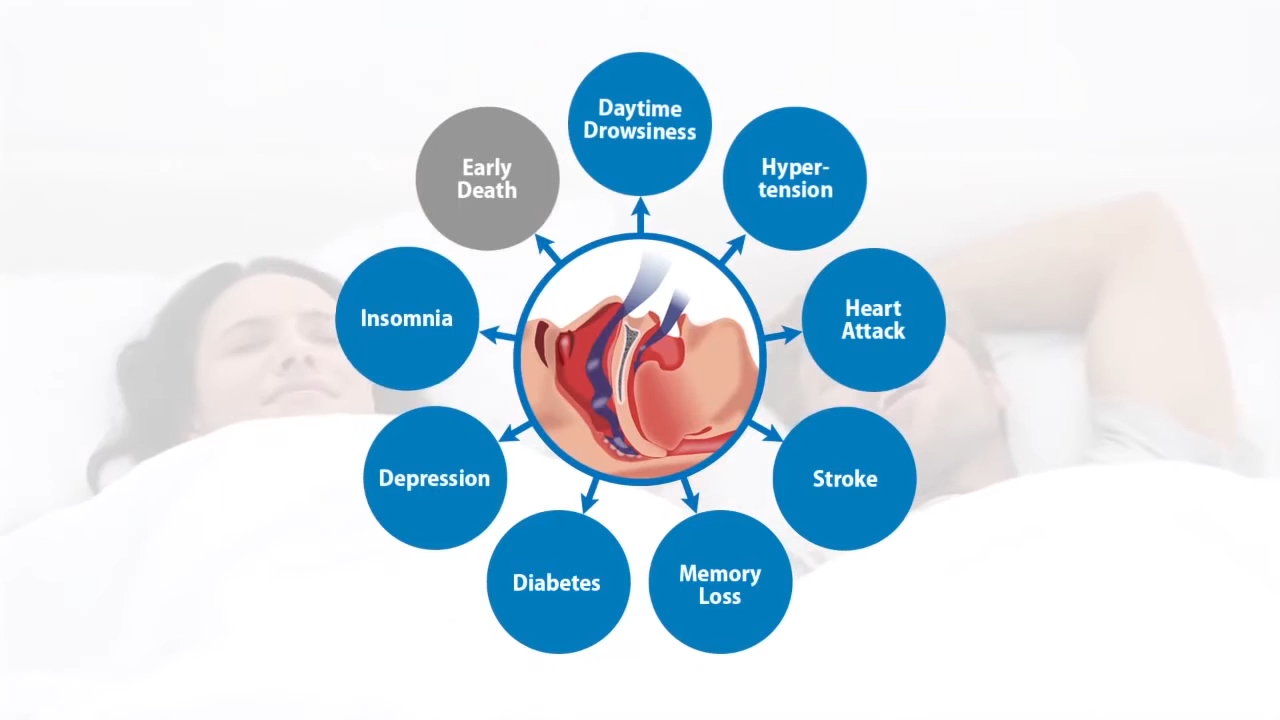 Daytime
Drowsiness
Hyper-
tension
Heart
Attack
Stroke
Memory
Loss
Diabetes
Depression
Insomnia
Early
Death